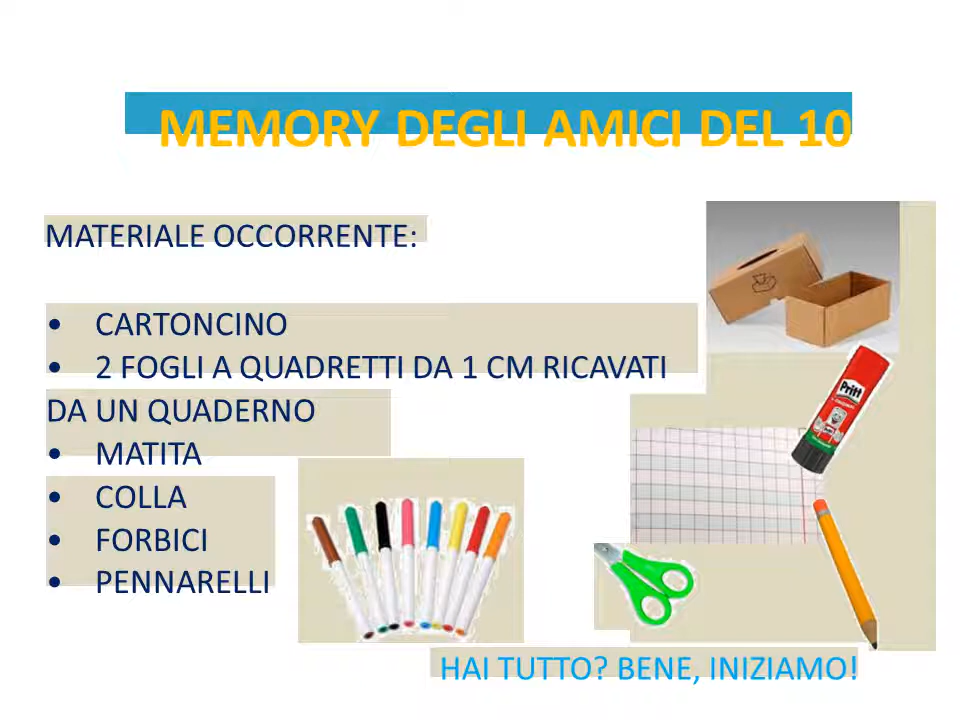 MEMORY DEGLI AMICI DEL 10
MATERIALE OCCORRENTE:
• CARTONCINO
• 2 FOGLI A QUADRETTI DA 1 CM RICAVATI
DA UN QUADERNO
• MATITA
• COLLA
• FORBICI
• PENNARELLI
Pritt
HAI TUTTO? BENE, INIZIAMO!